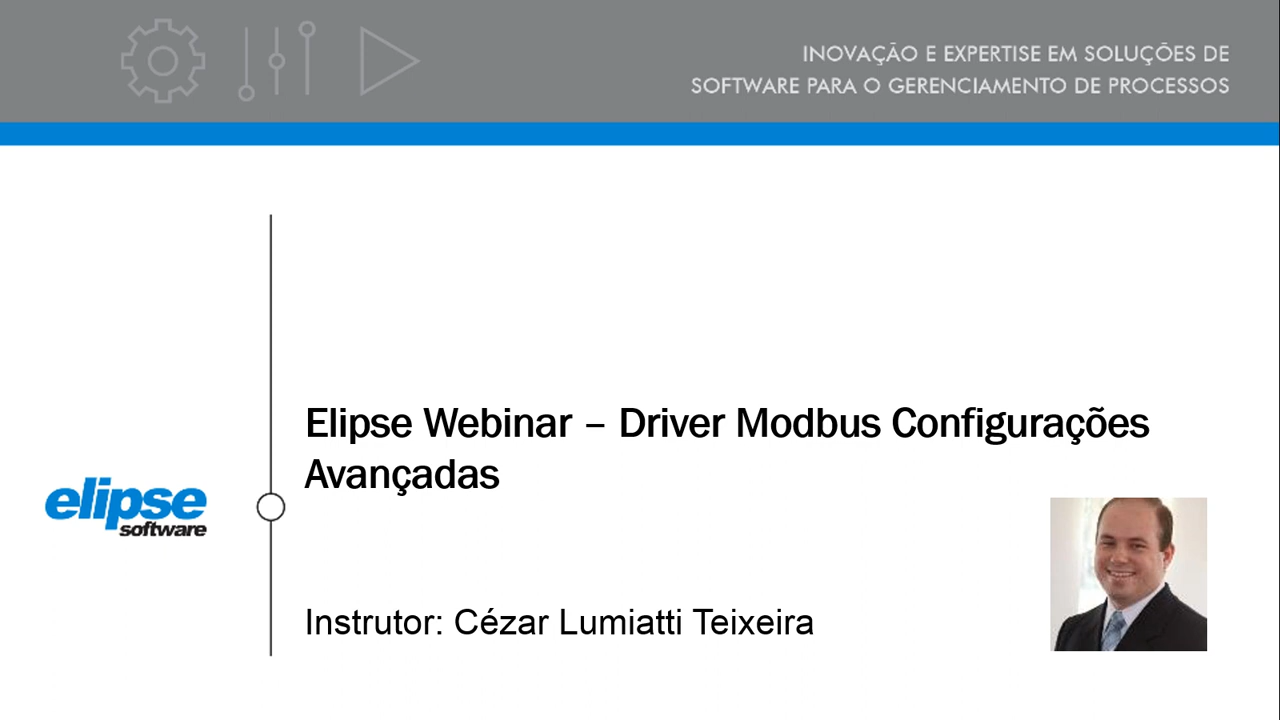 INOVAÇÃO E EXPERTISE EM SOLUÇÕES DE
SOFTWARE PARA O GERENCIAMENTO DE PROCESSOS
Elipse Webinar – Driver Modbus Configurações
Avançadas
elipse
software
Instrutor: Cézar Lumiatti Teixeira